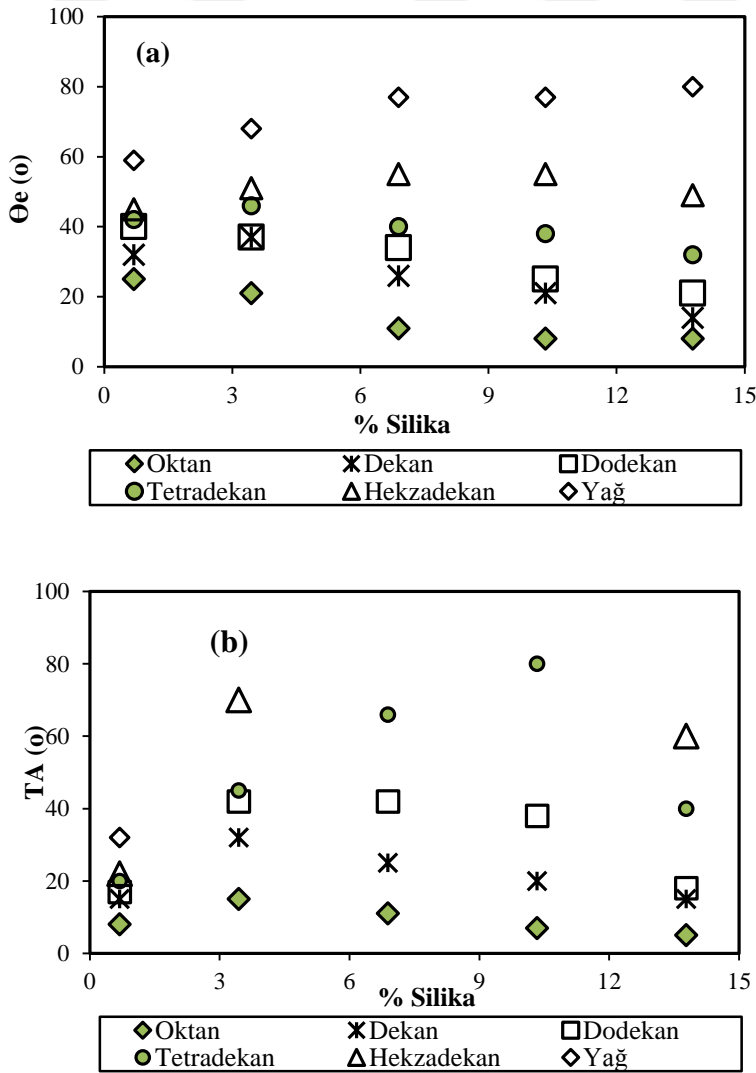 100
(a)
80
60
40
20
0
Ɵe (o)
0 3 6 9 12 15
% Silika
Oktan Dekan Dodekan
Tetradekan Hekzadekan Yağ
100
(b)
80
60
40
20
0
TA (o)
0 3 6 9 12 15
% Silika
Oktan Dekan Dodekan
Tetradekan Hekzadekan Yağ